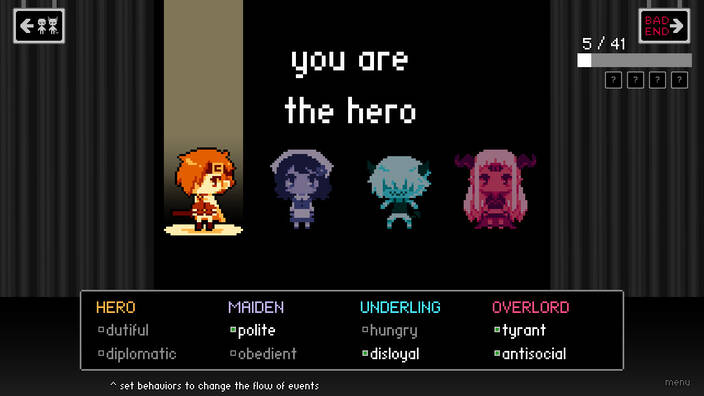 BAD
END
5 / 41
? ? ? ?
you are
the hero
HERO MAIDEN UNDERLING OVERLORD
dutiful polite hungry tyrant
diplomatic obedient disloyal antisocial
^ set behaviors to change the flow of events
menu